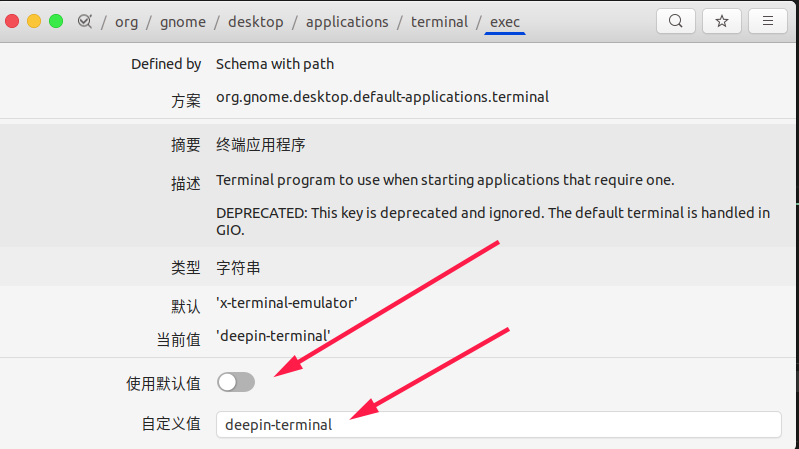 / org / gnome / desktop / applications / terminal / exec
Defined by Schema with path
方案 org.gnome.desktop.default-applications.terminal
摘要 终端应用程序
描述 Terminal program to use when starting applications that require one.
DEPRECATED: This key is deprecated and ignored. The default terminal is handled in
GIO.
类型 字符串
默认 'x-terminal-emulator'
当前值 'deepin-terminal'
使用默认值
自定义值 deepin-terminal